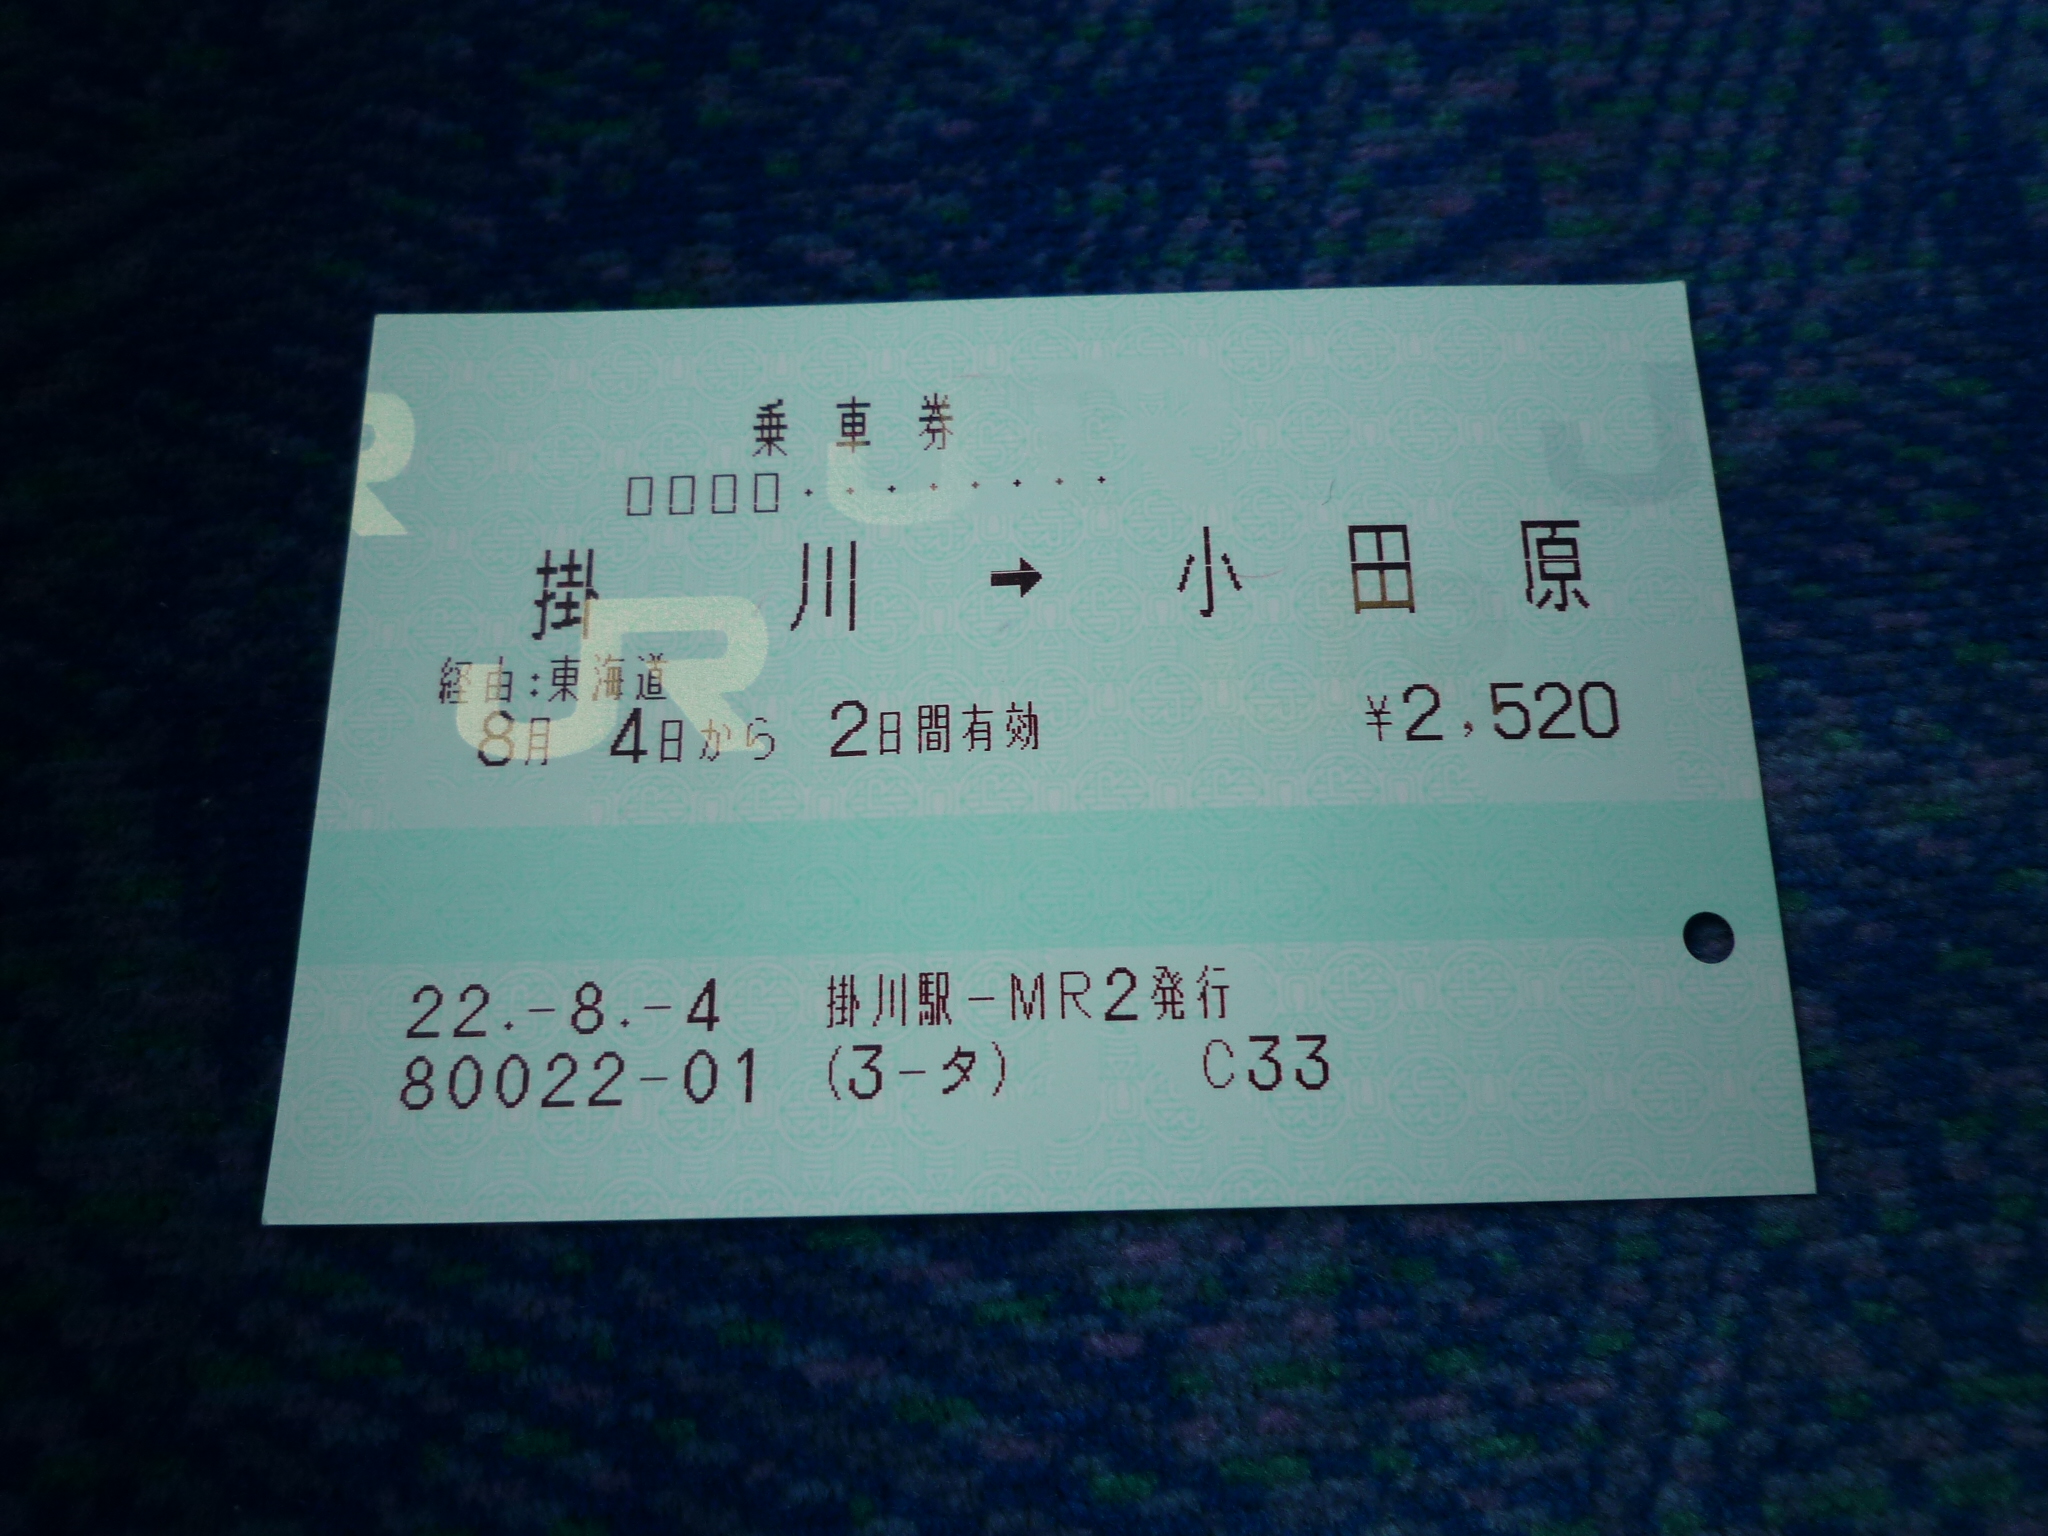 乗車券
□□□□・・・・・・・・
掛川→小田原
経由:東海道
8月 4日から 2日間有効 ¥2,520
22.-8.-4 掛川駅-MR2発行
80022-01 (3-タ) C33
JR